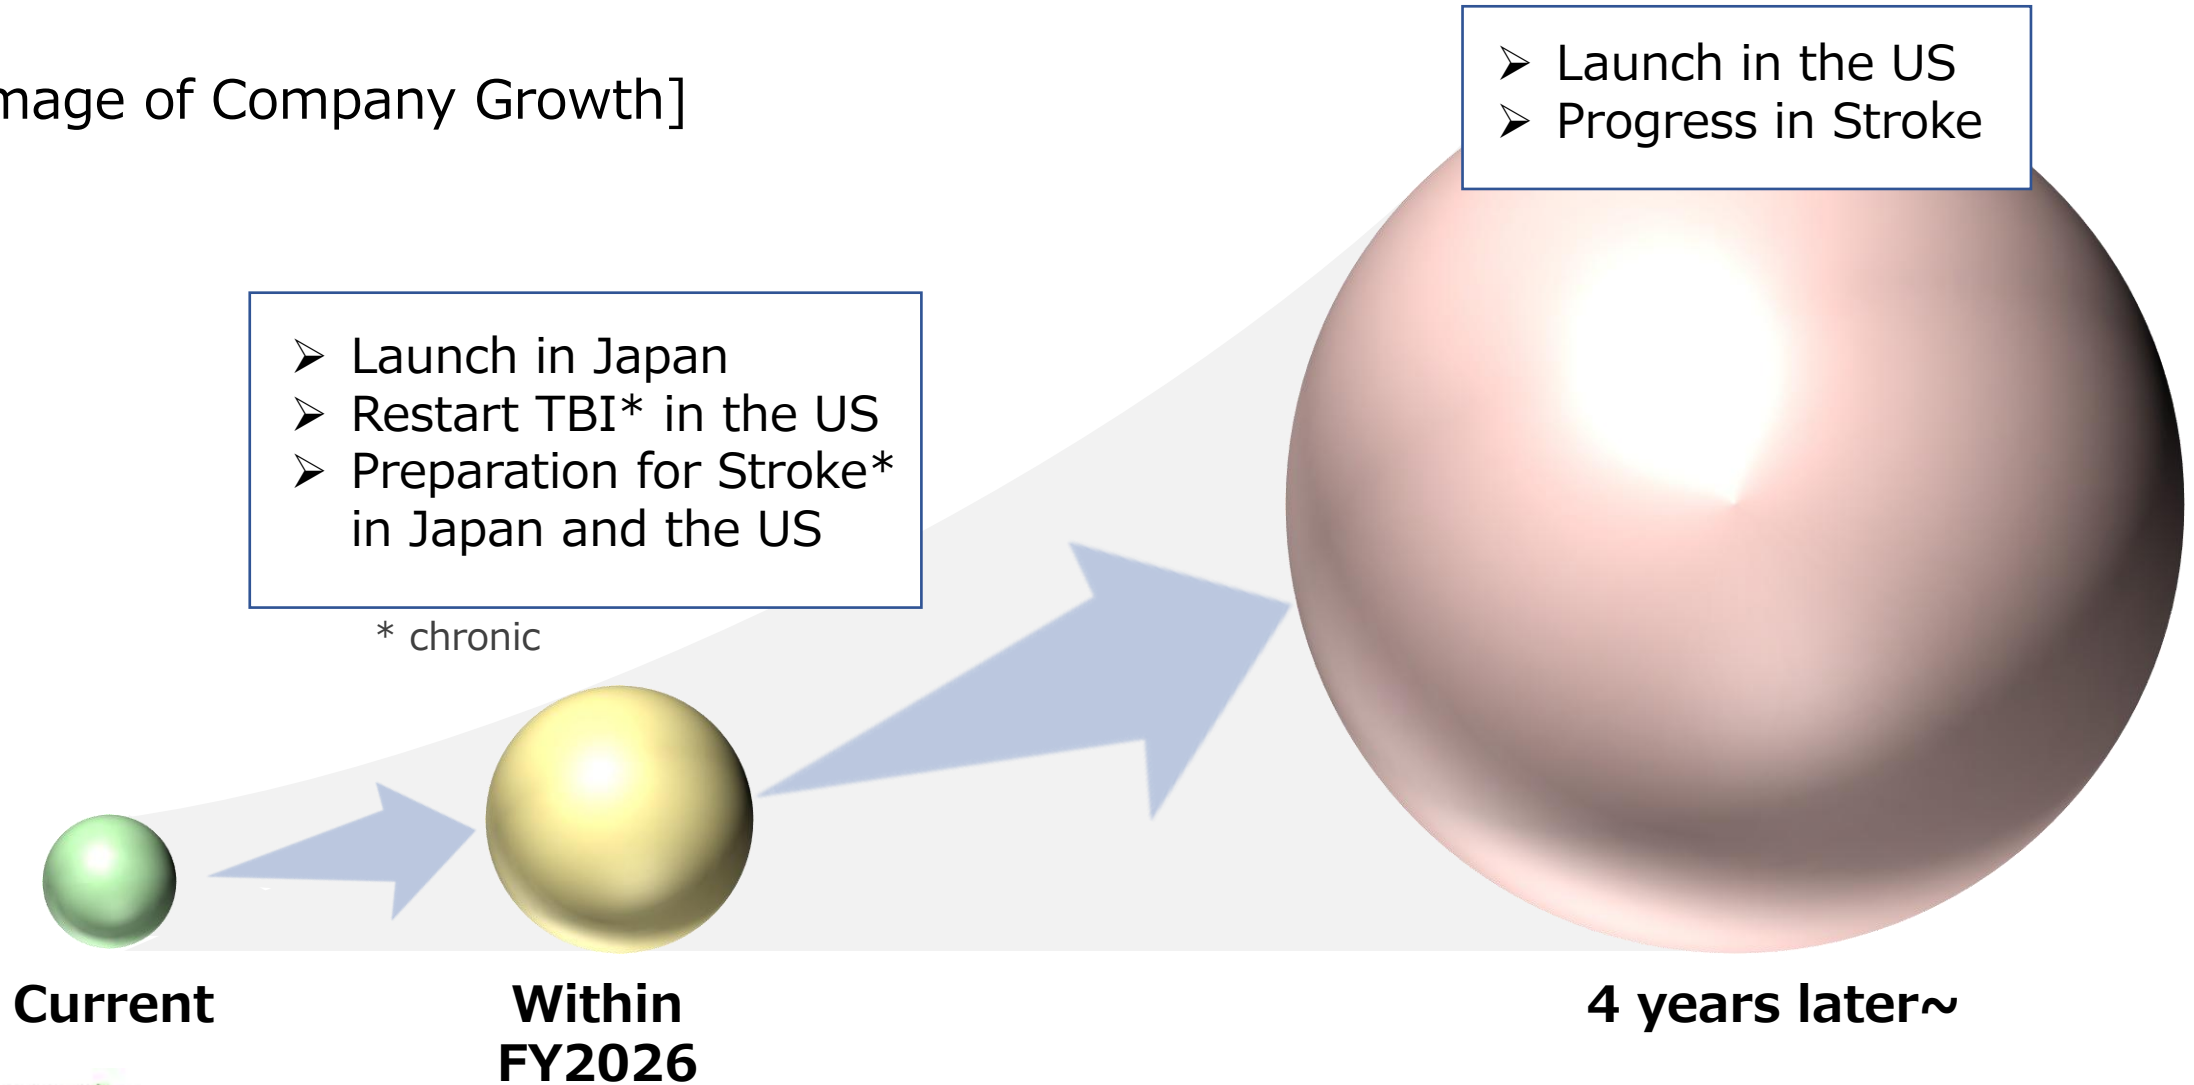 mage of Company Growth]
➢ Launch in the US
➢ Progress in Stroke
➢ Launch in Japan
➢ Restart TBI* in the US
➢ Preparation for Stroke*
in Japan and the US
* chronic
Current
Within
FY2026
4 years later~